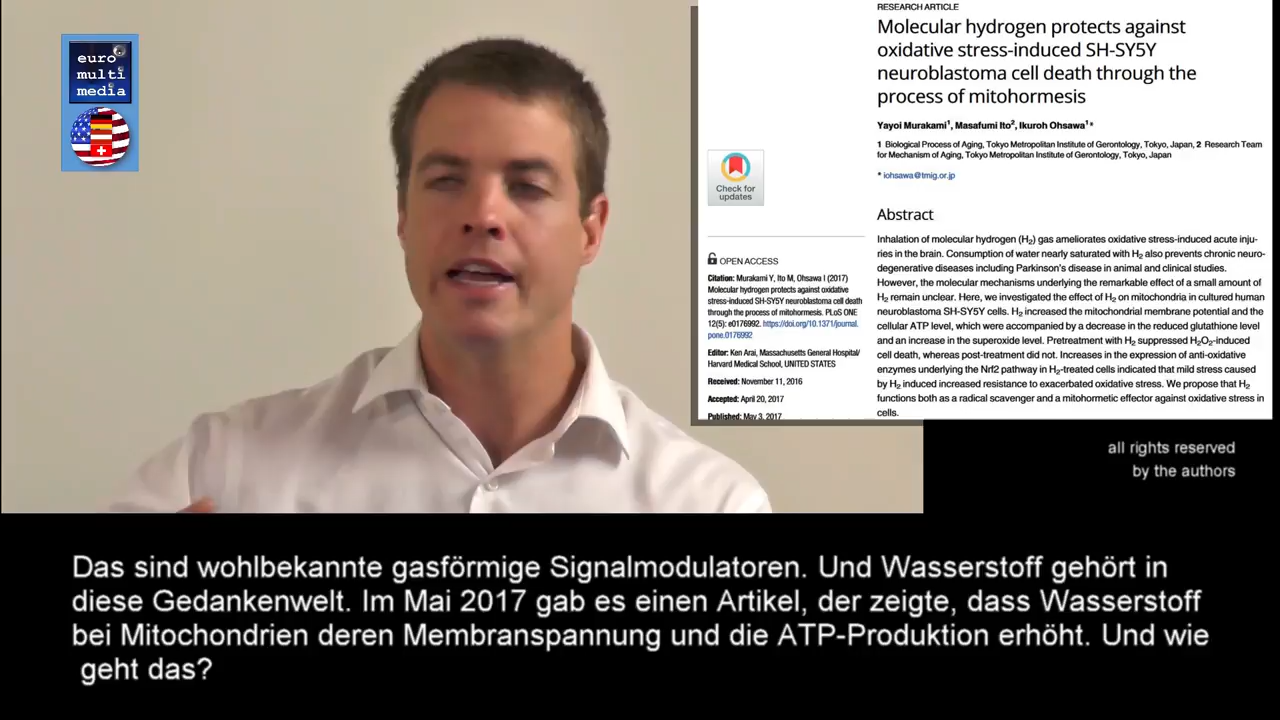 euro
multi
media
RESEARCH ARTICLE
Molecular hydrogen protects against
oxidative stress-induced SH-SY5Y
neuroblastoma cell death through the
process of mitohormesis
Yayoi Murakami1, Masafumi Ito2, Ikuroh Ohsawa1*
1 Biological Process of Aging, Tokyo Metropolitan Institute of Gerontology, Tokyo, Japan, 2 Research Team
for Mechanism of Aging, Tokyo Metropolitan Institute of Gerontology, Tokyo, Japan
* iohsawa@tmig.or.jp
Check for
updates
OPEN ACCESS
Citation: Murakami Y, Ito M, Ohsawa I (2017)
Molecular hydrogen protects against oxidative
stress-induced SH-SY5Y neuroblastoma cell death
through the process of mitohormesis. PLoS ONE
12(5): e0176992. https://doi.org/10.1371/journal.
pone.0176992
Editor: Ken Arai, Massachusetts General Hospital/
Harvard Medical School, UNITED STATES
Received: November 11, 2016
Accepted: April 20, 2017
Published: May 3, 2017
Abstract
Inhalation of molecular hydrogen (H2) gas ameliorates oxidative stress-induced acute inju-
ries in the brain. Consumption of water nearly saturated with H2 also prevents chronic neuro-
degenerative diseases including Parkinson's disease in animal and clinical studies.
However, the molecular mechanisms underlying the remarkable effect of a small amount of
H2 remain unclear. Here, we investigated the effect of H2 on mitochondria in cultured human
neuroblastoma SH-SY5Y cells. H2 increased the mitochondrial membrane potential and the
cellular ATP level, which were accompanied by a decrease in the reduced glutathione level
and an increase in the superoxide level. Pretreatment with H2 suppressed H2O2-induced
cell death, whereas post-treatment did not. Increases in the expression of anti-oxidative
enzymes underlying the Nrf2 pathway in H2-treated cells indicated that mild stress caused
by H2 induced increased resistance to exacerbated oxidative stress. We propose that H2
functions both as a radical scavenger and a mitohormetic effector against oxidative stress in
cells.
all rights reserved
by the authors
Das sind wohlbekannte gasförmige Signalmodulatoren. Und Wasserstoff gehört in
diese Gedankenwelt. Im Mai 2017 gab es einen Artikel, der zeigte, dass Wasserstoff
bei Mitochondrien deren Membranspannung und die ATP-Produktion erhöht. Und wie
geht das?